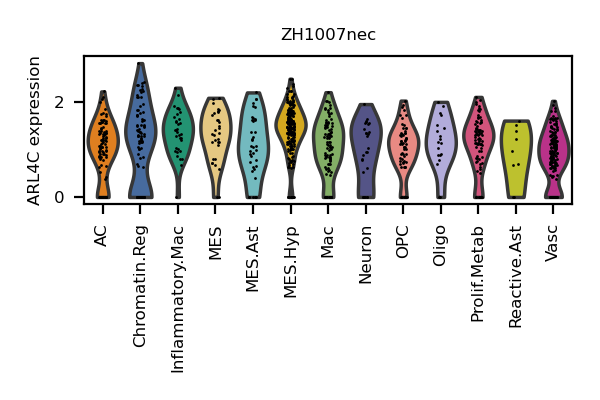 ZH1007nec
ARL4C expression
2
0
AC
Chromatin.Reg
Inflammatory.Mac
MES
MES.Ast
MES.Hyp
Mac
Neuron
OPC
Oligo
Prolif.Metab
Reactive.Ast
Vasc